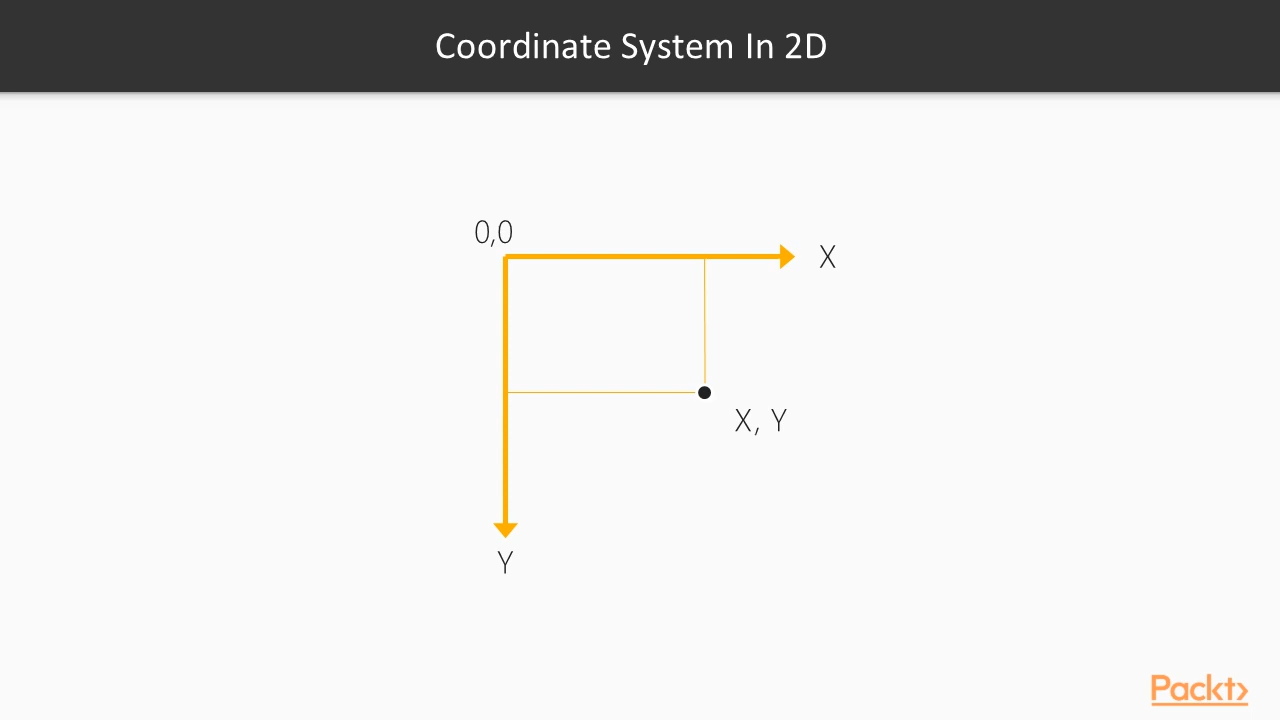 Coordinate System In 2D
0,0
X
X, Y
Y
Packt